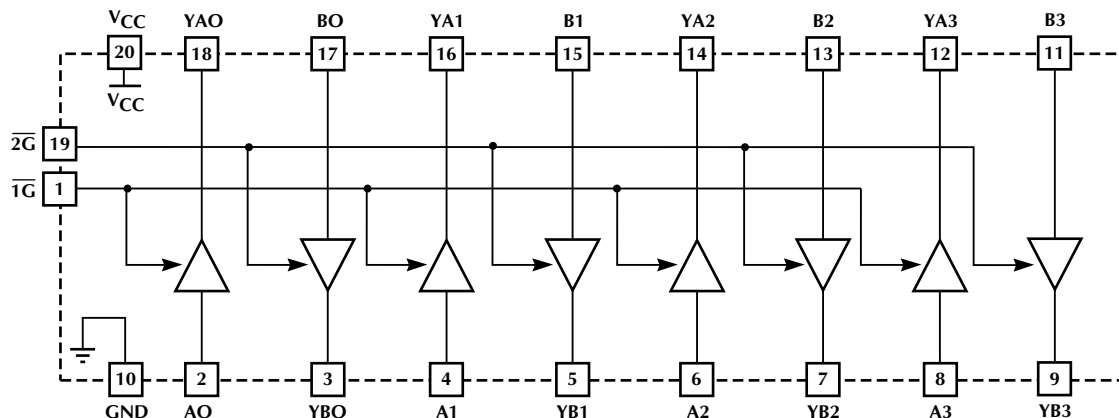 VCC YAO BO YA1 B1 YA2 B2 YA3 B3
20 18 17 16 15 14 13 12 11
VCC
2G 19
1G 1
10 2 3 4 5 6 7 8 9
GND AO YBO A1 YB1 A2 YB2 A3 YB3